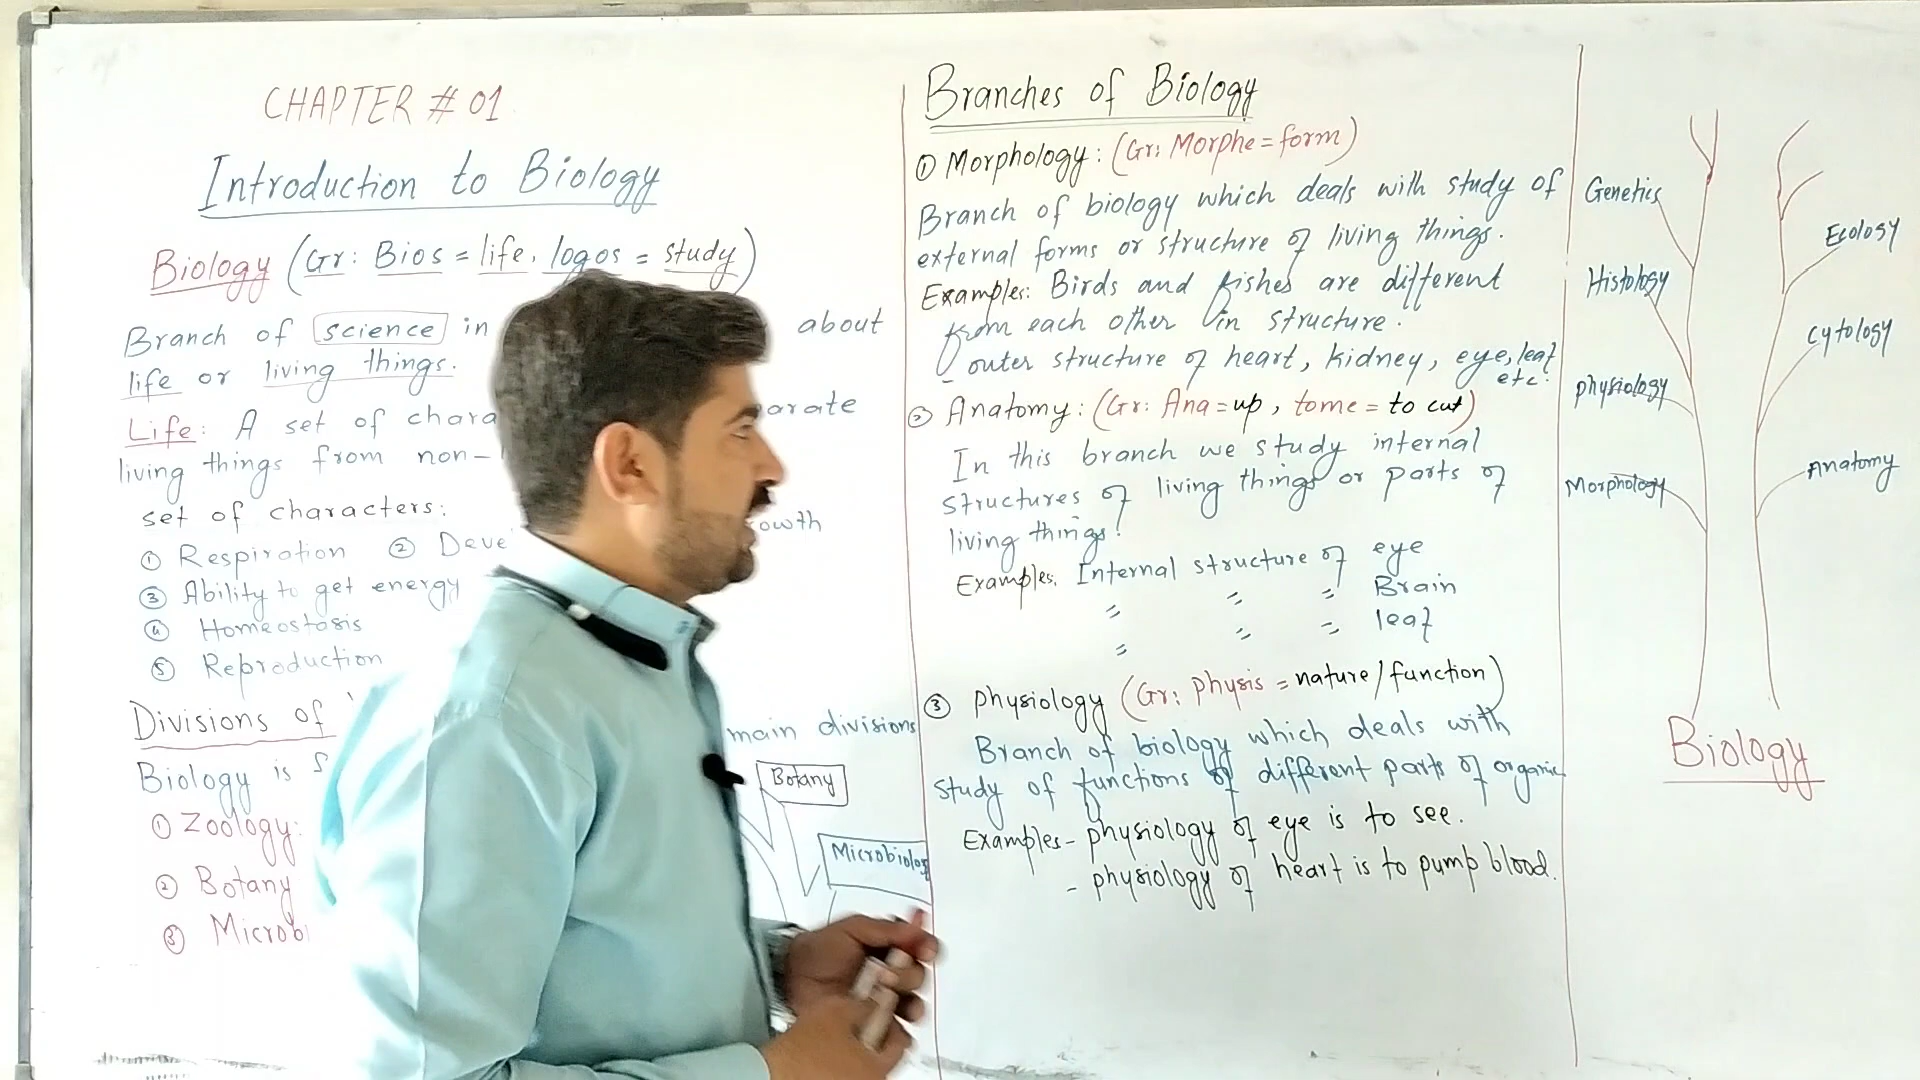 CHAPTER # 01
Introduction to Biology
Biology (Gr: Bios = life, logos = study)
Branch of science in about
life or living things.
Life: A set of chara arate
living things from non-
set of characters:
① Respiration ② Deve owth
③ Ability to get energy
④ Homeostasis
⑤ Reproduction
Divisions of
main divisions
Biology is
① Zoology:
② Botany
③ Microbi
Botany
Microbiolog
Branches of Biology
① Morphology: (Gr: Morphe = form)
Branch of biology which deals with study of
external forms or structure of living things.
Examples: Birds and fishes are different
from each other in structure.
- outer structure of heart, kidney, eye, leaf
etc.
② Anatomy: (Gr: Ana = up, tome = to cut)
In this branch we study internal
structures of living things or parts of
living things.
Examples. Internal structure of eye
" " " Brain
" " " leaf
③ Physiology (Gr: physis = nature/function)
Branch of biology which deals with
study of functions of different parts of organic
Examples - physiology of eye is to see.
- physiology of heart is to pump blood.
Genetics
Histology
physiology
Morphology
Ecology
cytology
Anatomy
Biology